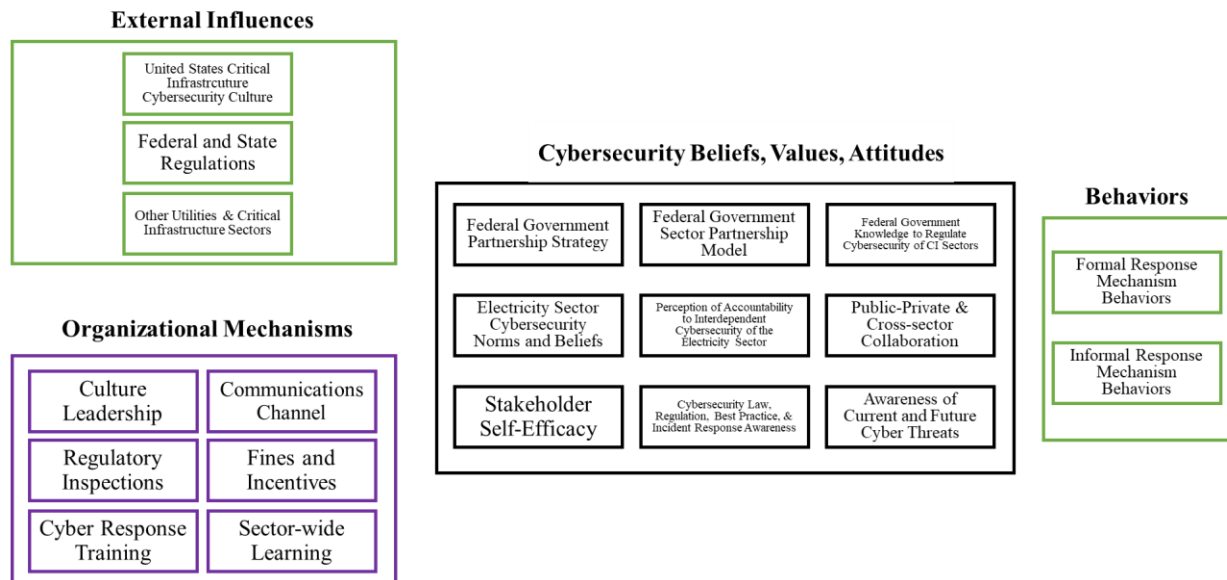 External Influences
United States Critical
Infrastrcuture
Cybersecurity Culture
Federal and State
Regulations
Other Utilities & Critical
Infrastructure Sectors
Organizational Mechanisms
Culture
Leadership
Communications
Channel
Regulatory
Inspections
Fines and
Incentives
Cyber Response
Training
Sector-wide
Learning
Cybersecurity Beliefs, Values, Attitudes
Federal Government
Partnership Strategy
Federal Government
Sector Partnership
Model
Federal Government
Knowledge to Regulate
Cybersecurity of CI Sectors
Electricity Sector
Cybersecurity
Norms and Beliefs
Perception of Accountability
to Interdependent
Cybersecurity of the
Electricity Sector
Public-Private &
Cross-sector
Collaboration
Stakeholder
Self-Efficacy
Cybersecurity Law,
Regulation, Best Practice, &
Incident Response Awareness
Awareness of
Current and Future
Cyber Threats
Behaviors
Formal Response
Mechanism
Behaviors
Informal Response
Mechanism
Behaviors